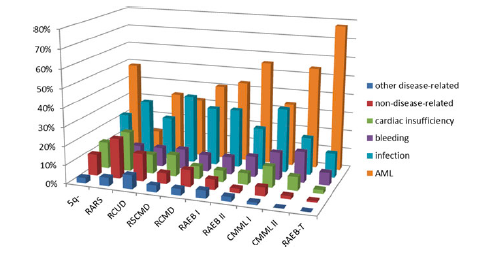 80%
70%
60%
50%
40%
30%
20%
10%
0%
5q-
RARS
RCUD
RSCMD
RCMD
RAEB I
RAEB II
CMML I
CMML II
RAEB-T
other disease-related
non-disease-related
cardiac insufficiency
bleeding
infection
AML